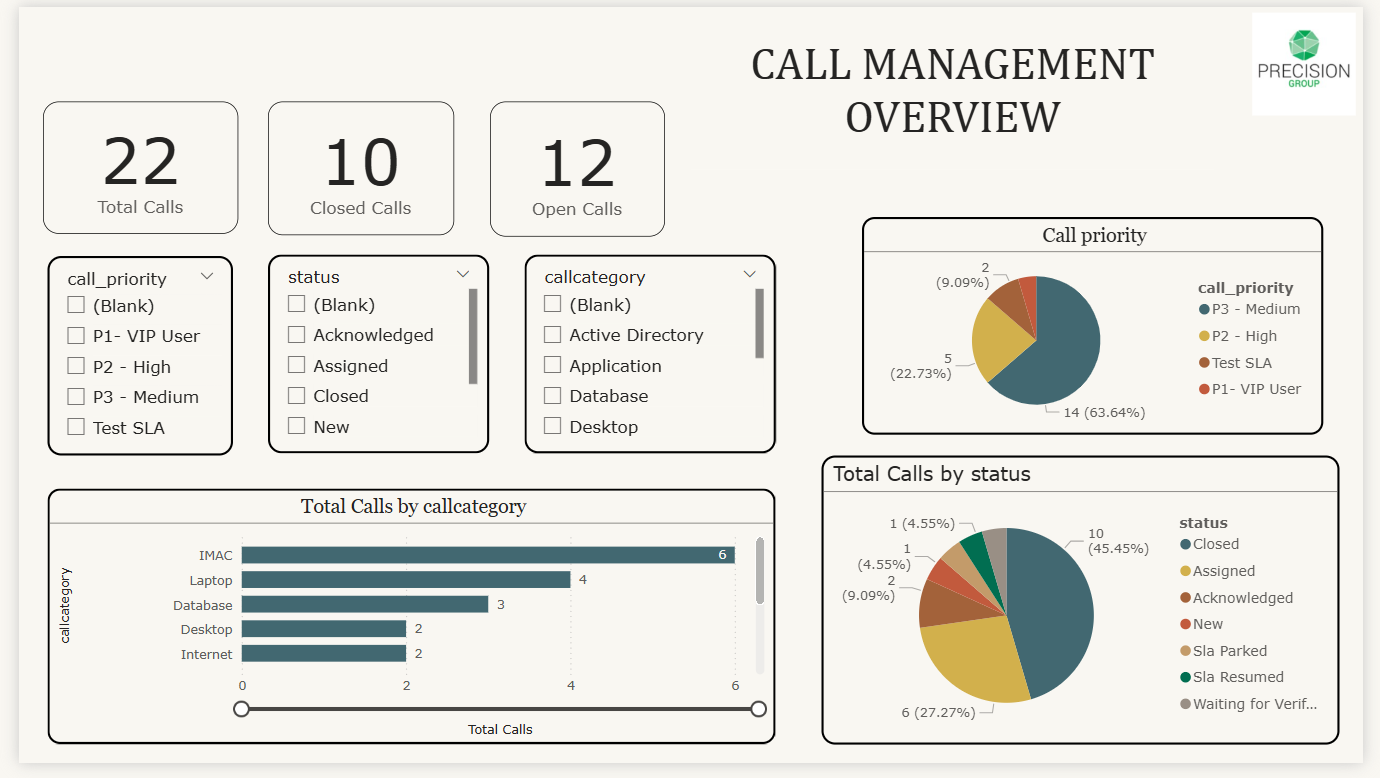 CALL MANAGEMENT
OVERVIEW
PRECISION
GROUP
22
Total Calls
10
Closed Calls
12
Open Calls
call_priority
(Blank)
P1- VIP User
P2 - High
P3 - Medium
Test SLA
status
(Blank)
Acknowledged
Assigned
Closed
New
callcategory
(Blank)
Active Directory
Application
Database
Desktop
Call priority
2
(9.09%)
5
(22.73%)
14 (63.64%)
call_priority
P3 - Medium
P2 - High
Test SLA
P1- VIP User
Total Calls by callcategory
callcategory
IMAC 6
Laptop 4
Database 3
Desktop 2
Internet 2
0 2 4 6
Total Calls
Total Calls by status
1 (4.55%)
1
(4.55%)
2
(9.09%)
6 (27.27%)
10
(45.45%)
status
Closed
Assigned
Acknowledged
New
Sla Parked
Sla Resumed
Waiting for Verif...